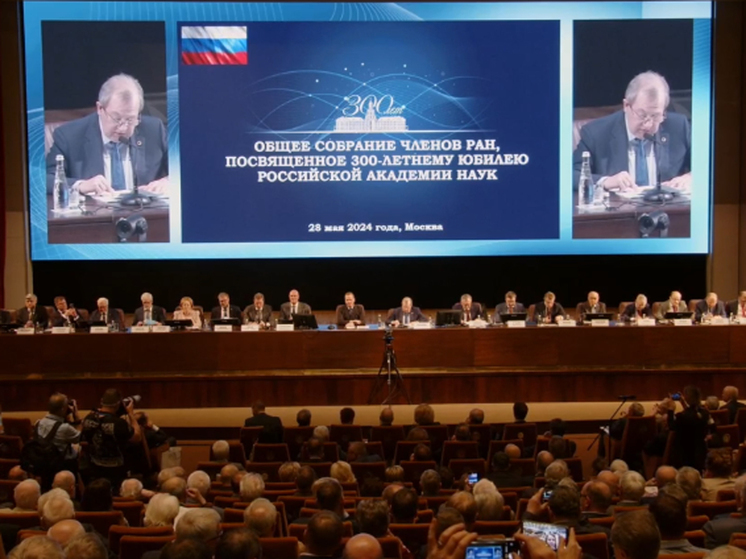 300 лет
ОБЩЕЕ СОБРАНИЕ ЧЛЕНОВ РАН,
ПОСВЯЩЕННОЕ 300-ЛЕТНЕМУ ЮБИЛЕЮ
РОССИЙСКОЙ АКАДЕМИИ НАУК
28 мая 2024 года, Москва